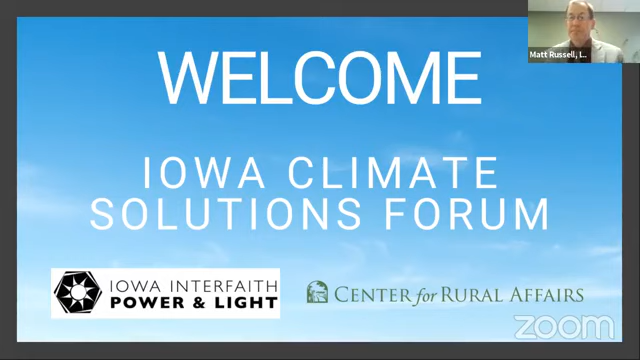 Matt Russell, I...
WELCOME
IOWA CLIMATE
SOLUTIONS FORUM
IOWA INTERFAITH
POWER & LIGHT
CENTER for RURAL AFFAIRS
zoom